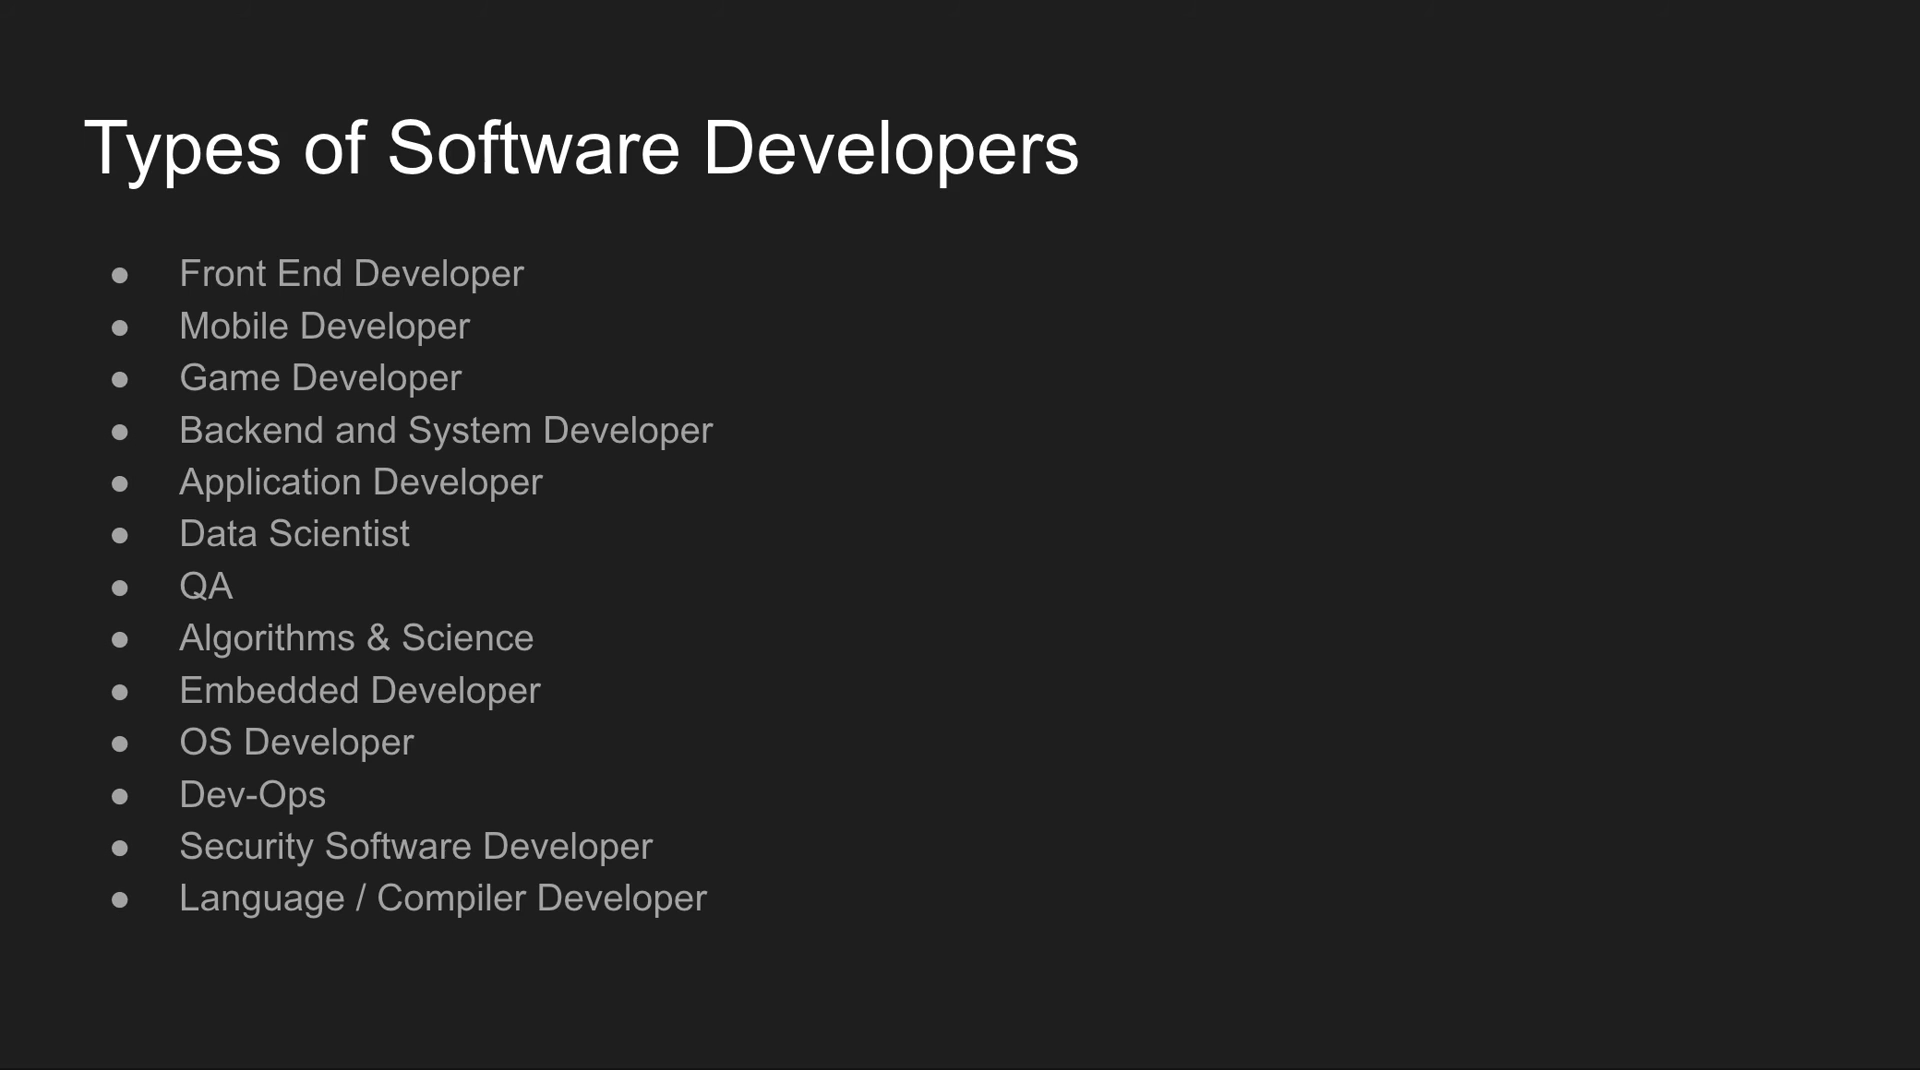 Types of Software Developers
● Front End Developer
● Mobile Developer
● Game Developer
● Backend and System Developer
● Application Developer
● Data Scientist
● QA
● Algorithms & Science
● Embedded Developer
● OS Developer
● Dev-Ops
● Security Software Developer
● Language / Compiler Developer